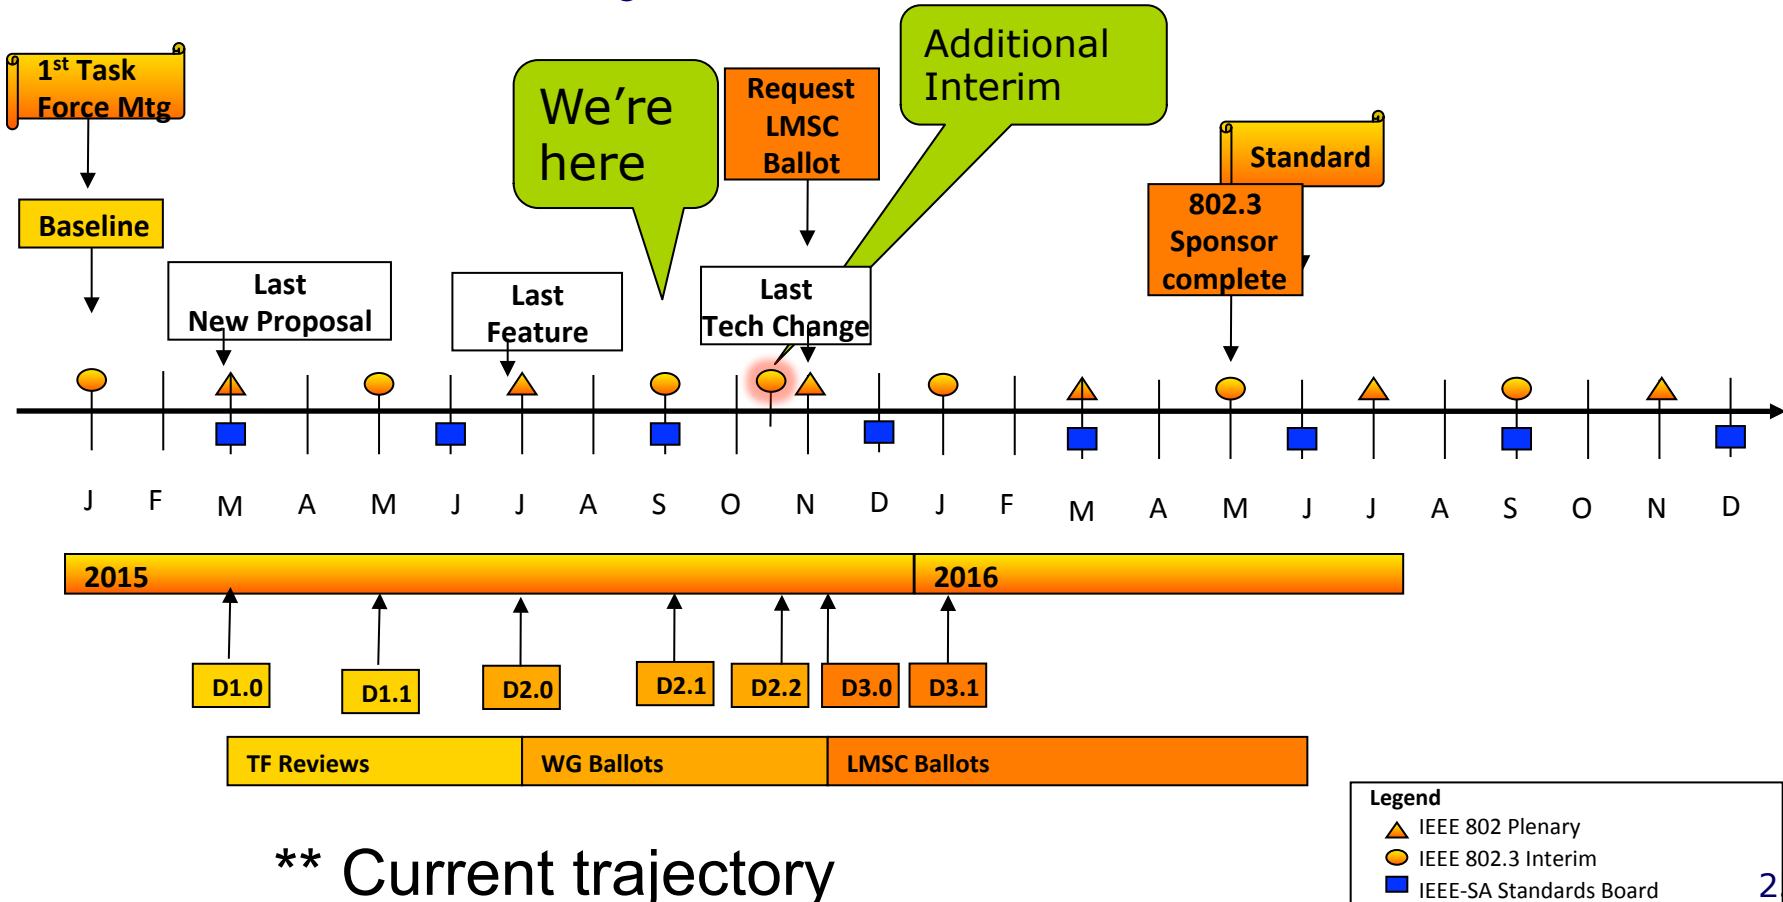 1st Task
Force Mtg
We're
here
Request
LMSC
Ballot
Additional
Interim
Standard
Baseline
802.3
Sponsor
complete
Last
New Proposal
Last
Feature
Last
Tech Change
J F M A M J J A S O N D J F M A M J J A S O N D
2015 2016
D1.0 D1.1 D2.0 D2.1 D2.2 D3.0 D3.1
TF Reviews WG Ballots LMSC Ballots
Legend
IEEE 802 Plenary
IEEE 802.3 Interim
IEEE-SA Standards Board
** Current trajectory